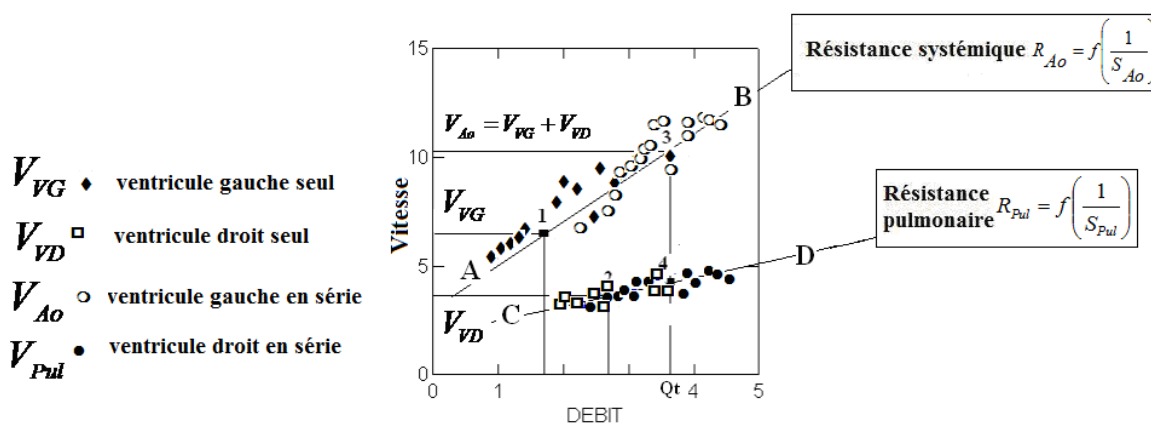 V_VG ventricule gauche seul
V_VD ventricule droit seul
V_Ao ventricule gauche en série
V_Pul ventricule droit en série
Vitesse
15
10
5
0
V_Ao = V_VG + V_VD
V_VG
V_VD
A
B
C
D
1
2
3
4
0 1 Qt 4 5
DEBIT
Résistance systémique R_Ao = f(1/S_Ao)
Résistance
pulmonaire R_Pul = f(1/S_Pul)